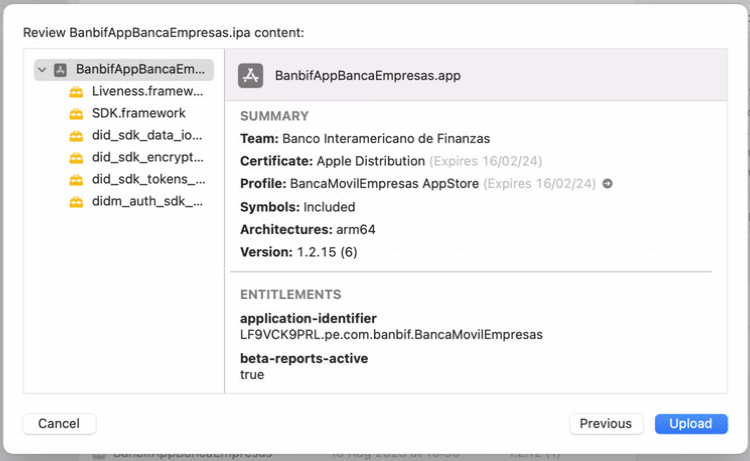 Review BanbifAppBancaEmpresas.ipa content:
BanbifAppBancaEm...
Liveness.framew...
SDK.framework
did_sdk_data_io...
did_sdk_encrypt...
did_sdk_tokens_...
didm_auth_sdk_...
BanbifAppBancaEmpresas.app
SUMMARY
Team: Banco Interamericano de Finanzas
Certificate: Apple Distribution (Expires 16/02/24)
Profile: BancaMovilEmpresas AppStore (Expires 16/02/24)
Symbols: Included
Architectures: arm64
Version: 1.2.15 (6)
ENTITLEMENTS
application-identifier
LF9VCK9PRL.pe.com.banbif.BancaMovilEmpresas
beta-reports-active
true
Cancel
Previous
Upload